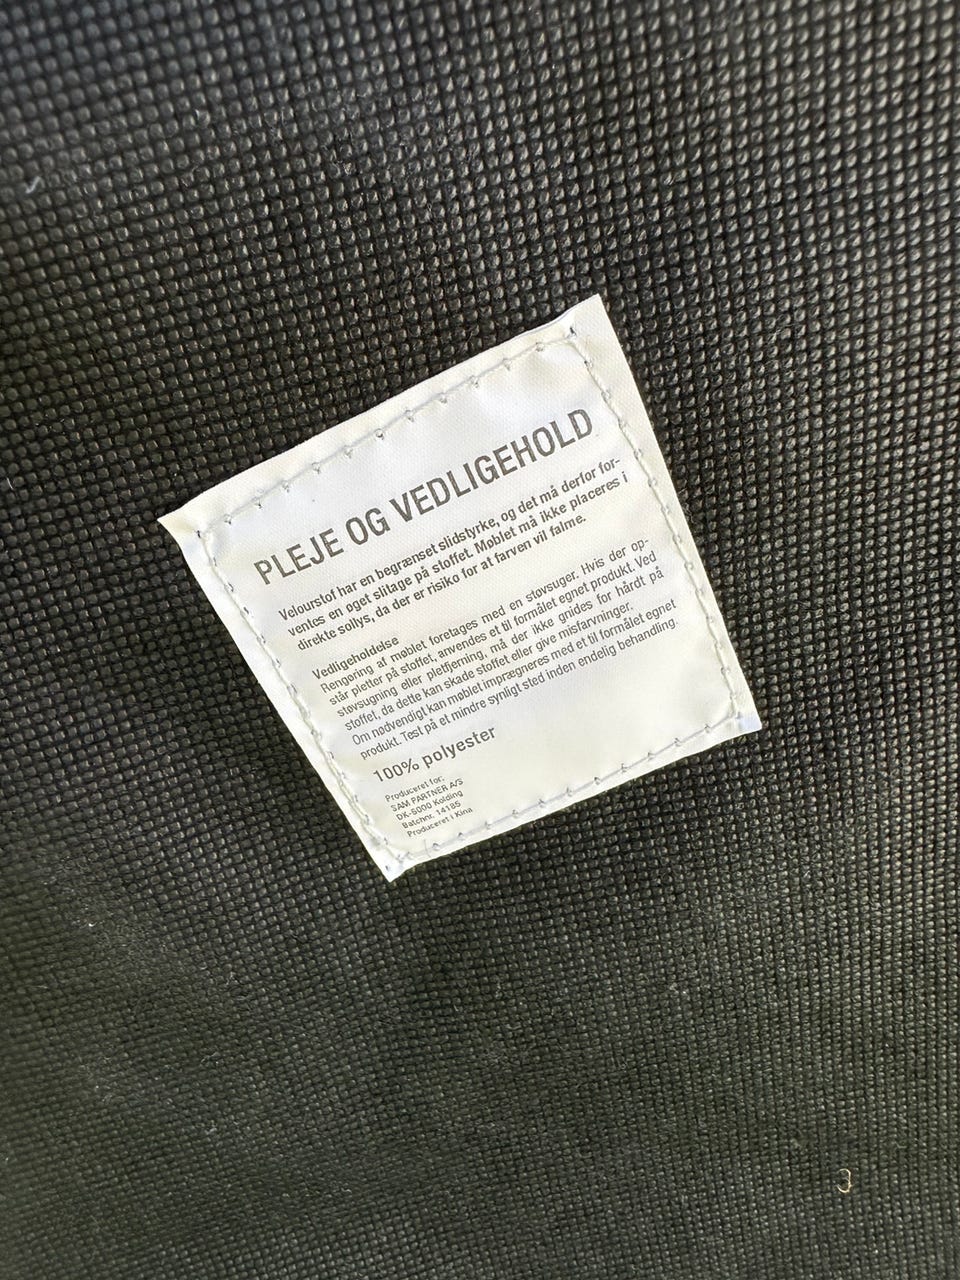 PLEJE OG VEDLIGEHOLD
Velourstof har en begrænset slidstyrke, og det må derfor for-
ventes en øget slitage på stoffet. Møblet må ikke placeres i
direkte sollys, da der er risiko for at farven vil falme.
Vedligeholdelse
Rengøring af møblet foretages med en støvsuger. Hvis der op-
står pletter på stoffet, anvendes et til formålet egnet produkt. Ved
støvsugning eller pletfjerning, må der ikke gnides for hårdt på
stoffet, da dette kan skade stoffet eller give misfarvninger.
Om nødvendigt kan møblet imprægneres med et til formålet egnet
produkt. Test på et mindre synligt sted inden endelig behandling.
100% polyester
Produceret for:
SAM PARTNER A/S
DK-6000 Kolding
Batchnr. 14185
Produceret i Kina